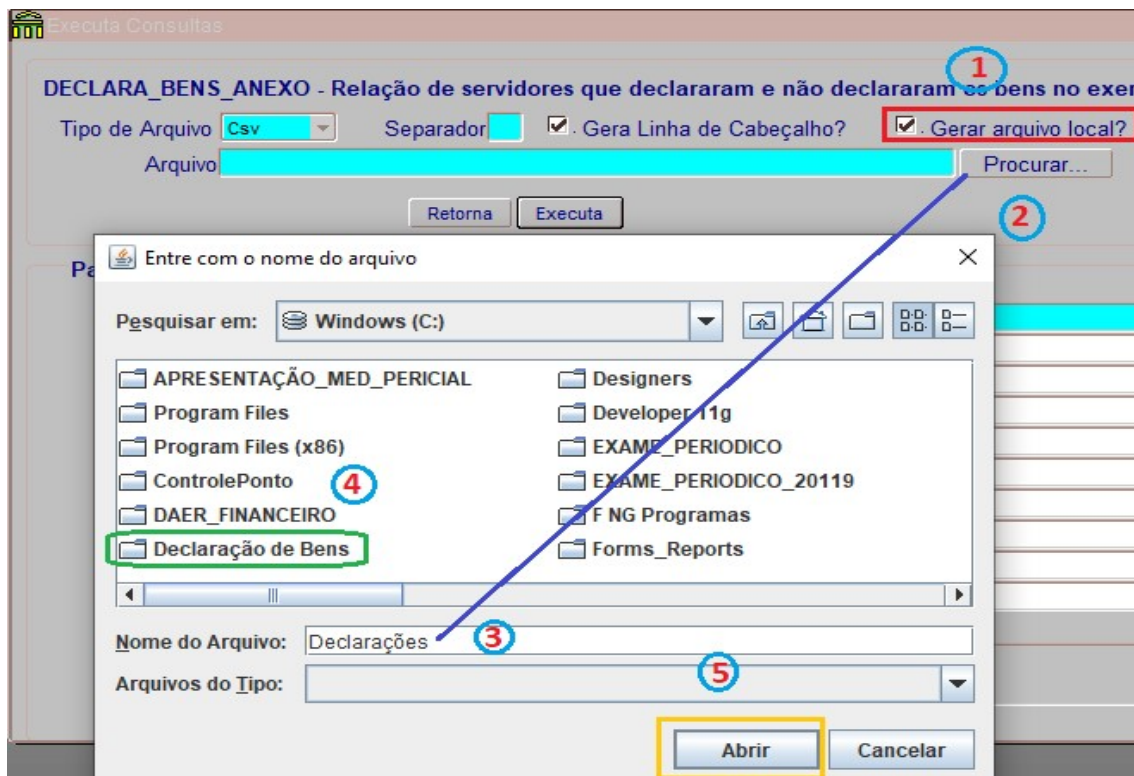 Executa Consultas
1
DECLARA_BENS_ANEXO - Relação de servidores que declararam e não declararam os bens no exer
Tipo de Arquivo Csv Separador . Gera Linha de Cabeçalho? . Gerar arquivo local?
Arquivo Procurar...
2
Retorna Executa
Pa
Entre com o nome do arquivo
Pesquisar em: Windows (C:)
APRESENTAÇÃO_MED_PERICIAL Designers
Program Files Developer 11g
Program Files (x86) EXAME_PERIODICO
ControlePonto 4 EXAME_PERIODICO_20119
DAER_FINANCEIRO F NG Programas
Declaração de Bens Forms_Reports
Nome do Arquivo: Declarações 3
Arquivos do Tipo: 5
Abrir Cancelar